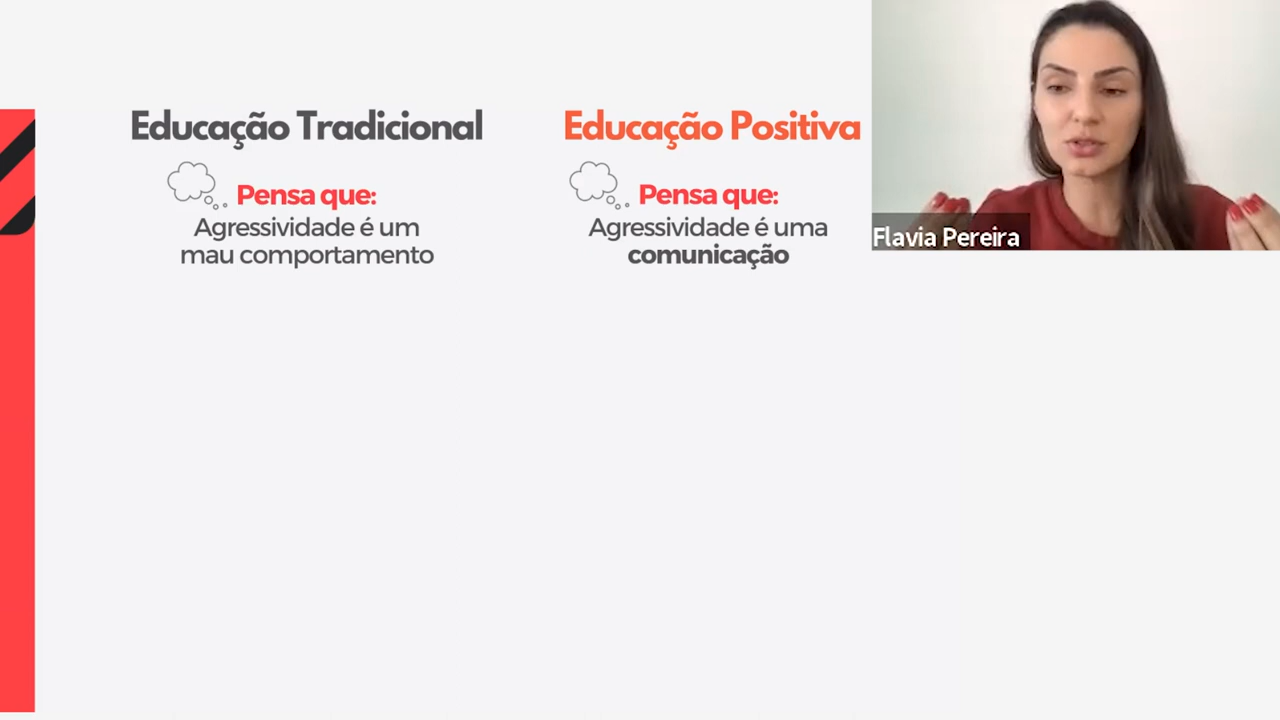 Educação Tradicional
Pensa que:
Agressividade é um
mau comportamento
Educação Positiva
Pensa que:
Agressividade é uma
comunicação
Flavia Pereira